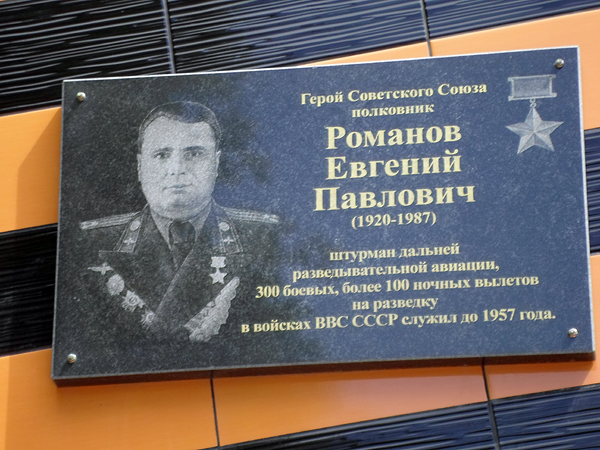 Герой Советского Союза
полковник
Романов
Евгений
Павлович
(1920-1987)
штурман дальней
разведывательной авиации,
300 боевых, более 100 ночных вылетов
на разведку
в войсках ВВС СССР служил до 1957 года.